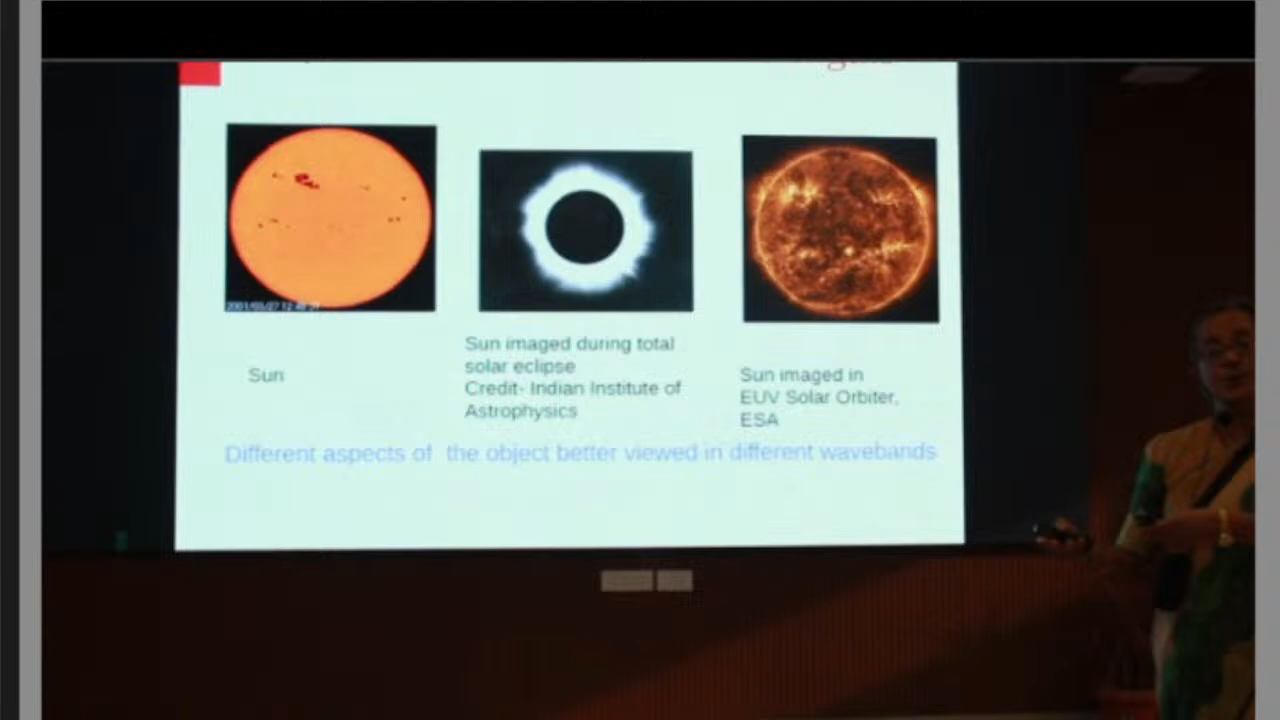 Sun
Sun imaged during total
solar eclipse
Credit- Indian Institute of
Astrophysics
Sun imaged in
EUV Solar Orbiter,
ESA
Different aspects of the object better viewed in different wavebands